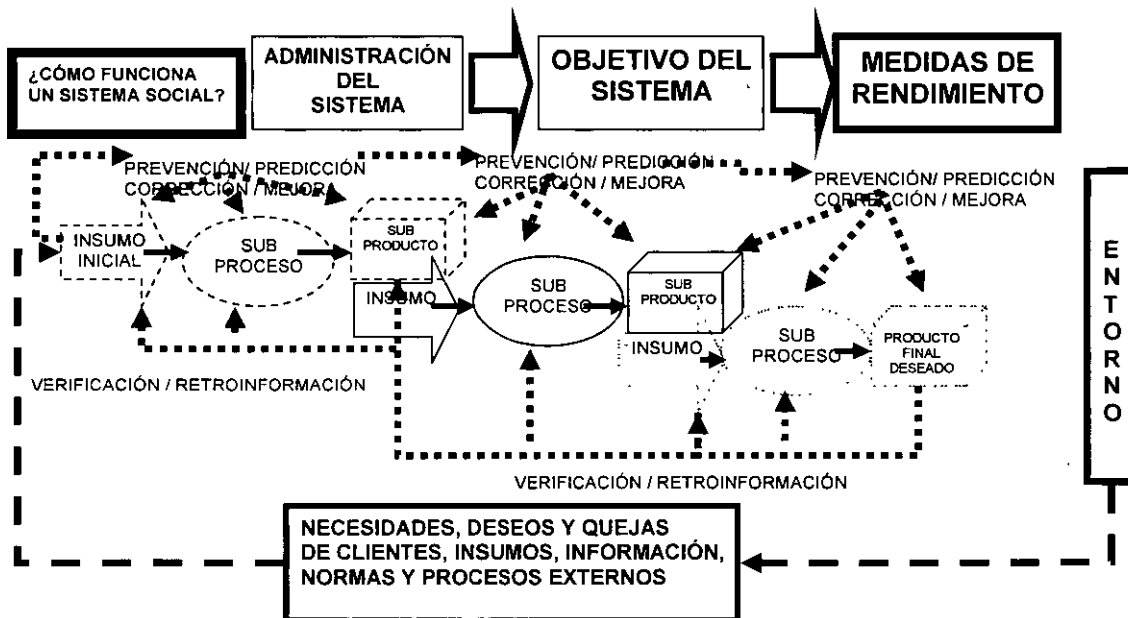 ¿CÓMO FUNCIONA
UN SISTEMA SOCIAL?
ADMINISTRACIÓN
DEL
SISTEMA
OBJETIVO DEL
SISTEMA
MEDIDAS DE
RENDIMIENTO
PREVENCIÓN/ PREDICCIÓN
CORRECCIÓN / MEJORA
PREVENCIÓN/ PREDICCIÓN
CORRECCIÓN / MEJORA
PREVENCIÓN/ PREDICCIÓN
CORRECCIÓN / MEJORA
INSUMO
INICIAL
SUB
PROCESO
SUB
PRODUCTO
INSUMO
SUB
PROCESO
SUB
PRODUCTO
INSUMO
SUB
PROCESO
PRODUCTO
FINAL
DESEADO
VERIFICACIÓN / RETROINFORMACIÓN
VERIFICACIÓN / RETROINFORMACIÓN
ENTORNO
NECESIDADES, DESEOS Y QUEJAS
DE CLIENTES, INSUMOS, INFORMACIÓN,
NORMAS Y PROCESOS EXTERNOS